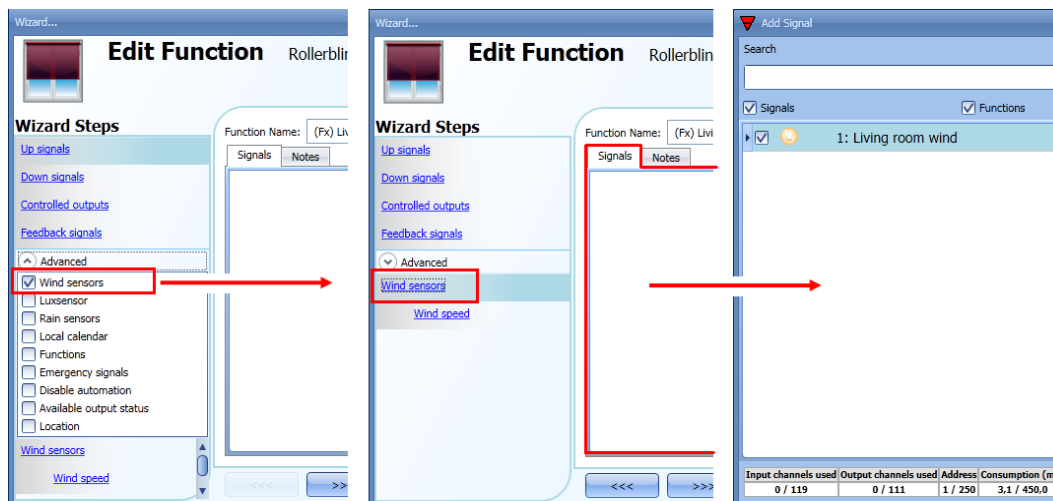 Wizard...
Edit Function Rollerblin
Wizard Steps
Up signals
Down signals
Controlled outputs
Feedback signals
Advanced
Wind sensors
Luxsensor
Rain sensors
Local calendar
Functions
Emergency signals
Disable automation
Available output status
Location
Wind sensors
Wind speed
Function Name: (Fx) Liv
Signals Notes
<<< >>
Wizard...
Edit Function Rollerblin
Wizard Steps
Up signals
Down signals
Controlled outputs
Feedback signals
Advanced
Wind sensors
Wind speed
Function Name: (Fx) Livi
Signals Notes
<<< >>>
Add Signal
Search
Signals Functions
1: Living room wind
Input channels used Output channels used Address Consumption (m
0 / 119 0 / 111 1 / 250 3,1 / 450,0